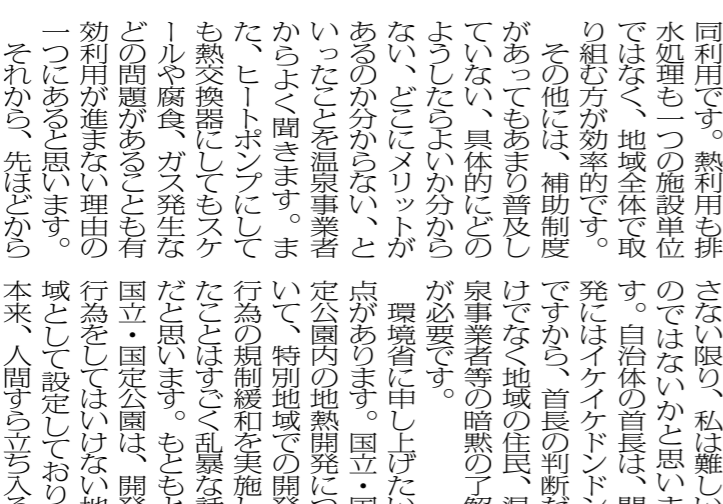 同利用です。熱利用も排
水処理も一つの施設単位
ではなく、地域全体で取
り組む方が効率的です。
その他には、補助制度
があってもあまり普及し
ていない、具体的にどの
ようしたらよいか分から
ない、どこにメリットが
あるのか分からない、と
いったことを温泉事業者
からよく聞きます。ま
た、ヒートポンプにして
も熱交換器にしてもスケ
ールや腐食、ガス発生な
どの問題があることも有
効利用が進まない理由の
一つにあると思います。
それから、先ほどから
さない限り、私は難しい
のではないかと思いま
す。自治体の首長は、開
発にはイケイケドンドン
ですから、首長の判断だ
けでなく地域の住民、温
泉事業者等の暗黙の了解
が必要です。
環境省に申し上げたい
点があります。国立・国
定公園内の地熱開発につ
いて、特別地域での開発
行為の規制緩和を実施し
たことはすごく乱暴な話
だと思います。もともと
国立・国定公園は、開発
行為をしてはいけない地
域として設定しており
本来、人間すら立ち入る